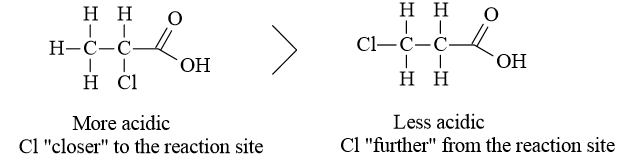 H H O
H–C–C
OH
H Cl
>
H H O
Cl–C–C
OH
H H
More acidic
Cl "closer" to the reaction site
Less acidic
Cl "further" from the reaction site